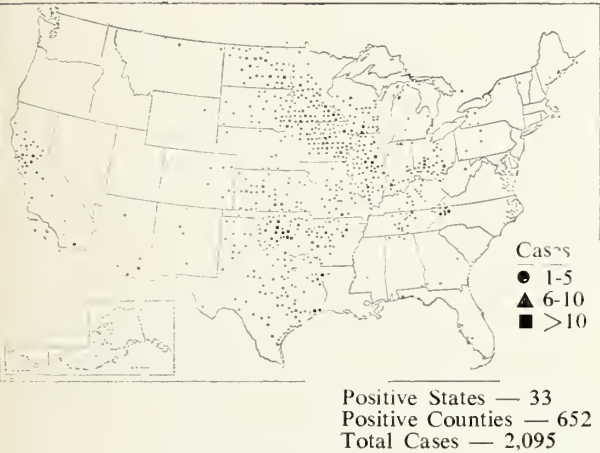 Cases
● 1-5
▲ 6-10
■ >10
Positive States — 33
Positive Counties — 652
Total Cases — 2,095